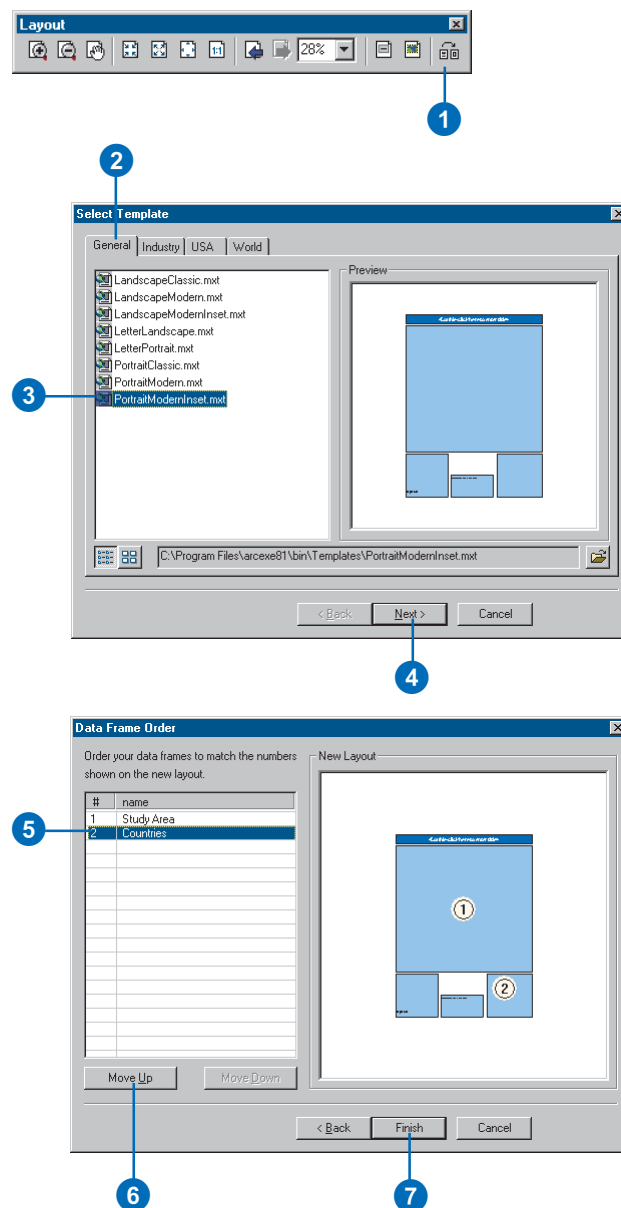 Layout
1:1
28%
1
2
Select Template
General Industry USA World
LandscapeClassic.mxt
LandscapeModern.mxt
LandscapeModernInset.mxt
LetterLandscape.mxt
LetterPortrait.mxt
PortraitClassic.mxt
PortraitModern.mxt
3
PortraitModernInset.mxt
Preview
C:\Program Files\arcexe81\bin\Templates\PortraitModernInset.mxt
< Back Next > Cancel
4
Data Frame Order
Order your data frames to match the numbers
shown on the new layout.
# name
1 Study Area
5
2 Countries
New Layout
1
2
Move Up Move Down
< Back Finish Cancel
6
7